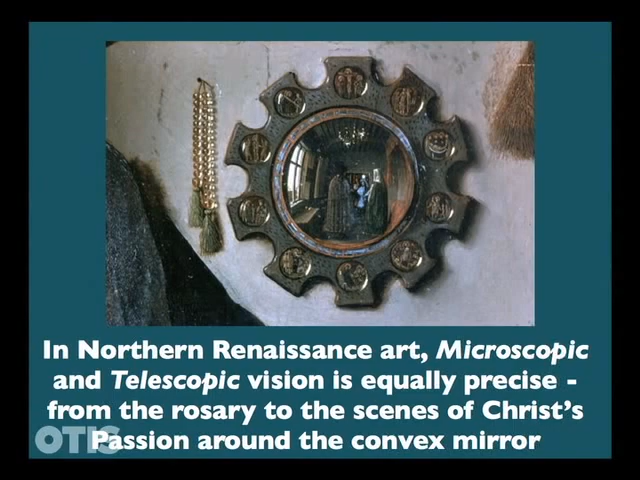 In Northern Renaissance art, Microscopic
and Telescopic vision is equally precise -
from the rosary to the scenes of Christ's
Passion around the convex mirror
OTIS